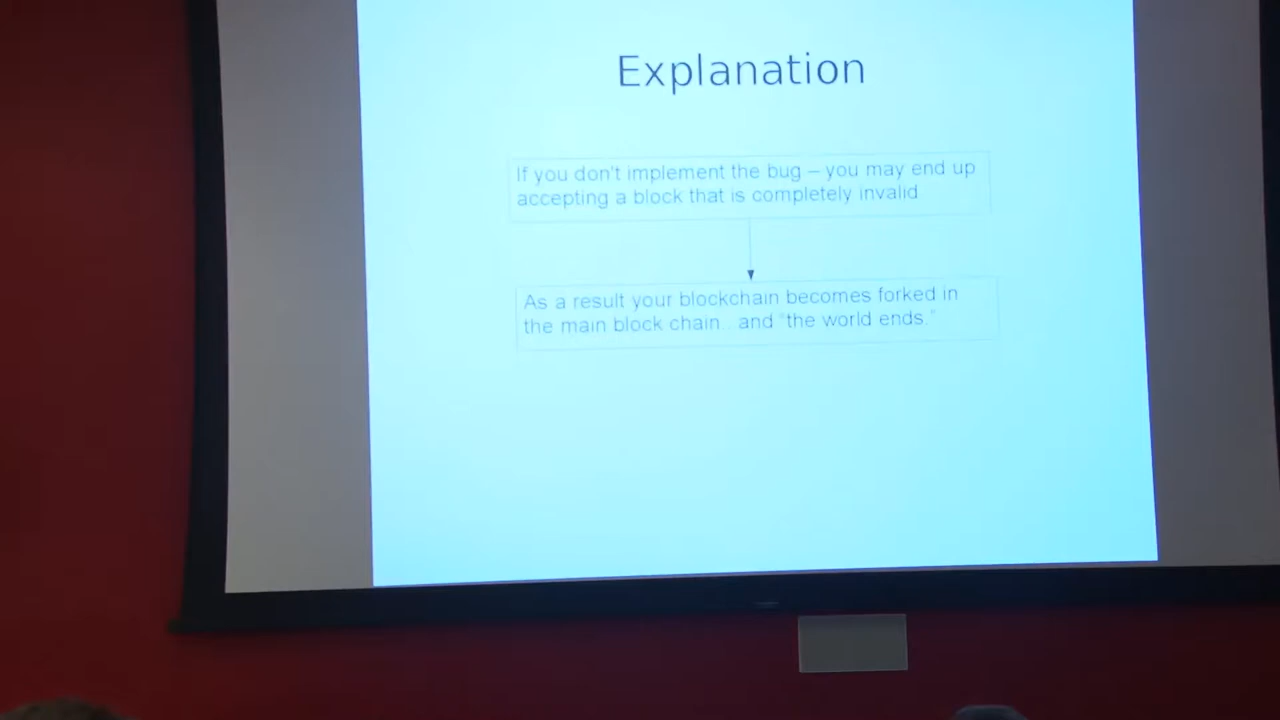 Explanation
If you don't implement the bug – you may end up
accepting a block that is completely invalid
As a result your blockchain becomes forked in
the main block chain.. and "the world ends."